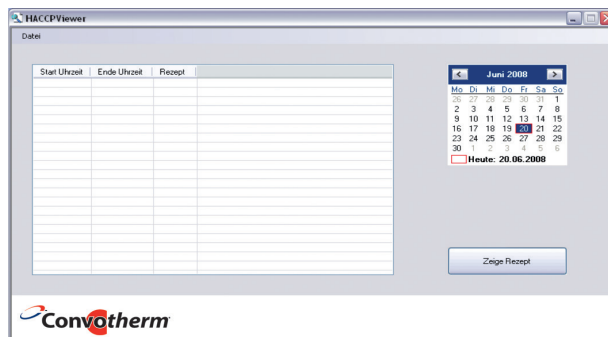 HACCPViewer
Datei
Start Uhrzeit Ende Uhrzeit Rezept
Juni 2008
Mo Di Mi Do Fr Sa So
26 27 28 29 30 31 1
2 3 4 5 6 7 8
9 10 11 12 13 14 15
16 17 18 19 20 21 22
23 24 25 26 27 28 29
30 1 2 3 4 5 6
Heute: 20.06.2008
Zeige Rezept
Convotherm